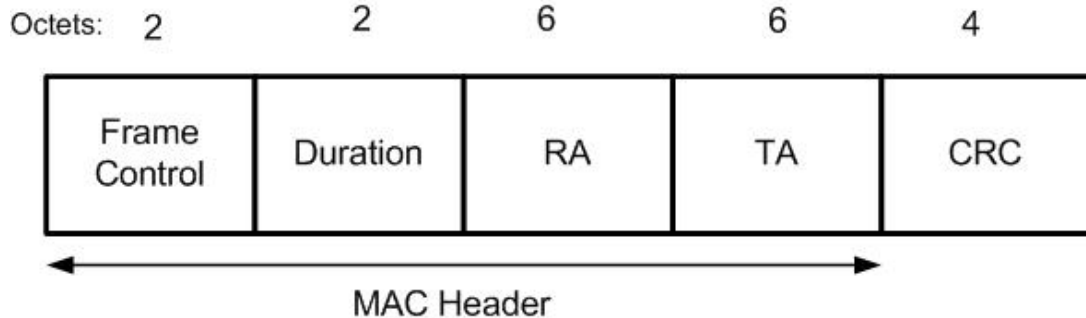 Octets: 2 2 6 6 4
Frame Control
Duration
RA
TA
CRC
MAC Header